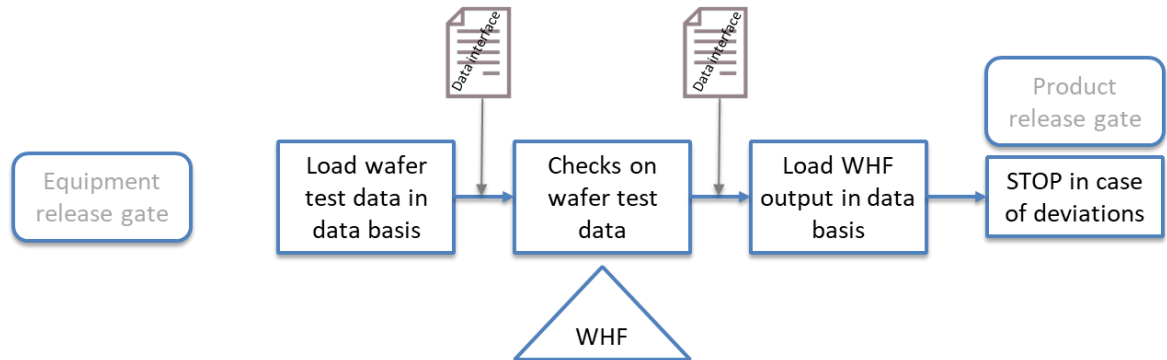 Data interface
Data interface
Product
release gate
Equipment
release gate
Load wafer
test data in
data basis
Checks on
wafer test
data
Load WHF
output in data
basis
STOP in case
of deviations
WHF